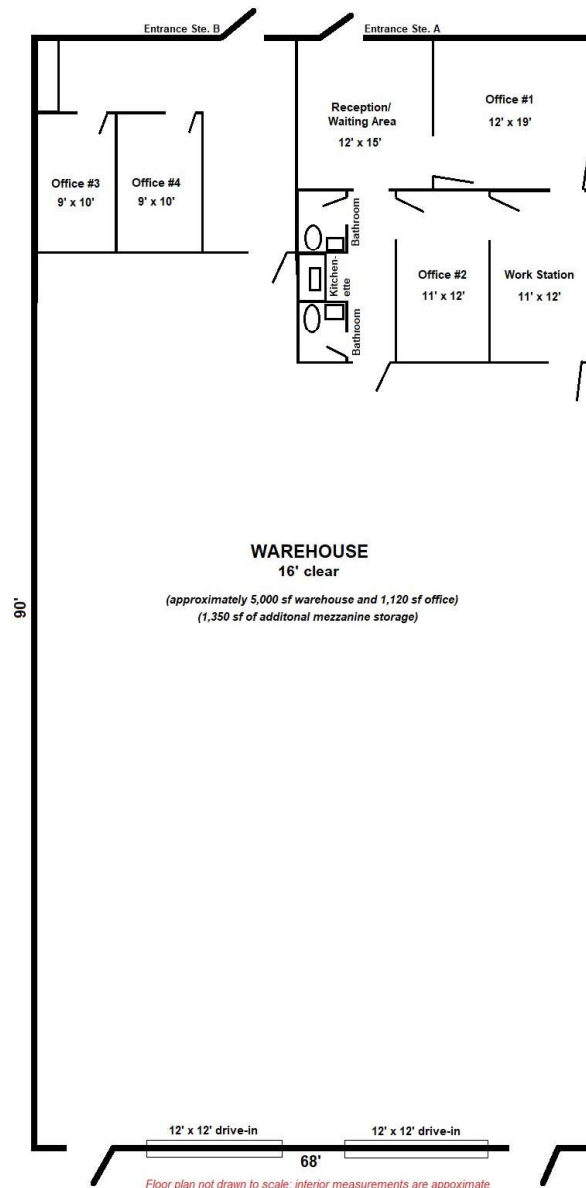 Entrance Ste. B
Entrance Ste. A
Reception/
Waiting Area
12' x 15'
Office #1
12' x 19'
Office #3
9' x 10'
Office #4
9' x 10'
Bathroom
Kitchen-
ette
Bathroom
Office #2
11' x 12'
Work Station
11' x 12'
WAREHOUSE
16' clear
(approximately 5,000 sf warehouse and 1,120 sf office)
(1,350 sf of additonal mezzanine storage)
90'
12' x 12' drive-in
12' x 12' drive-in
68'
Floor plan not drawn to scale; interior measurements are appoximate